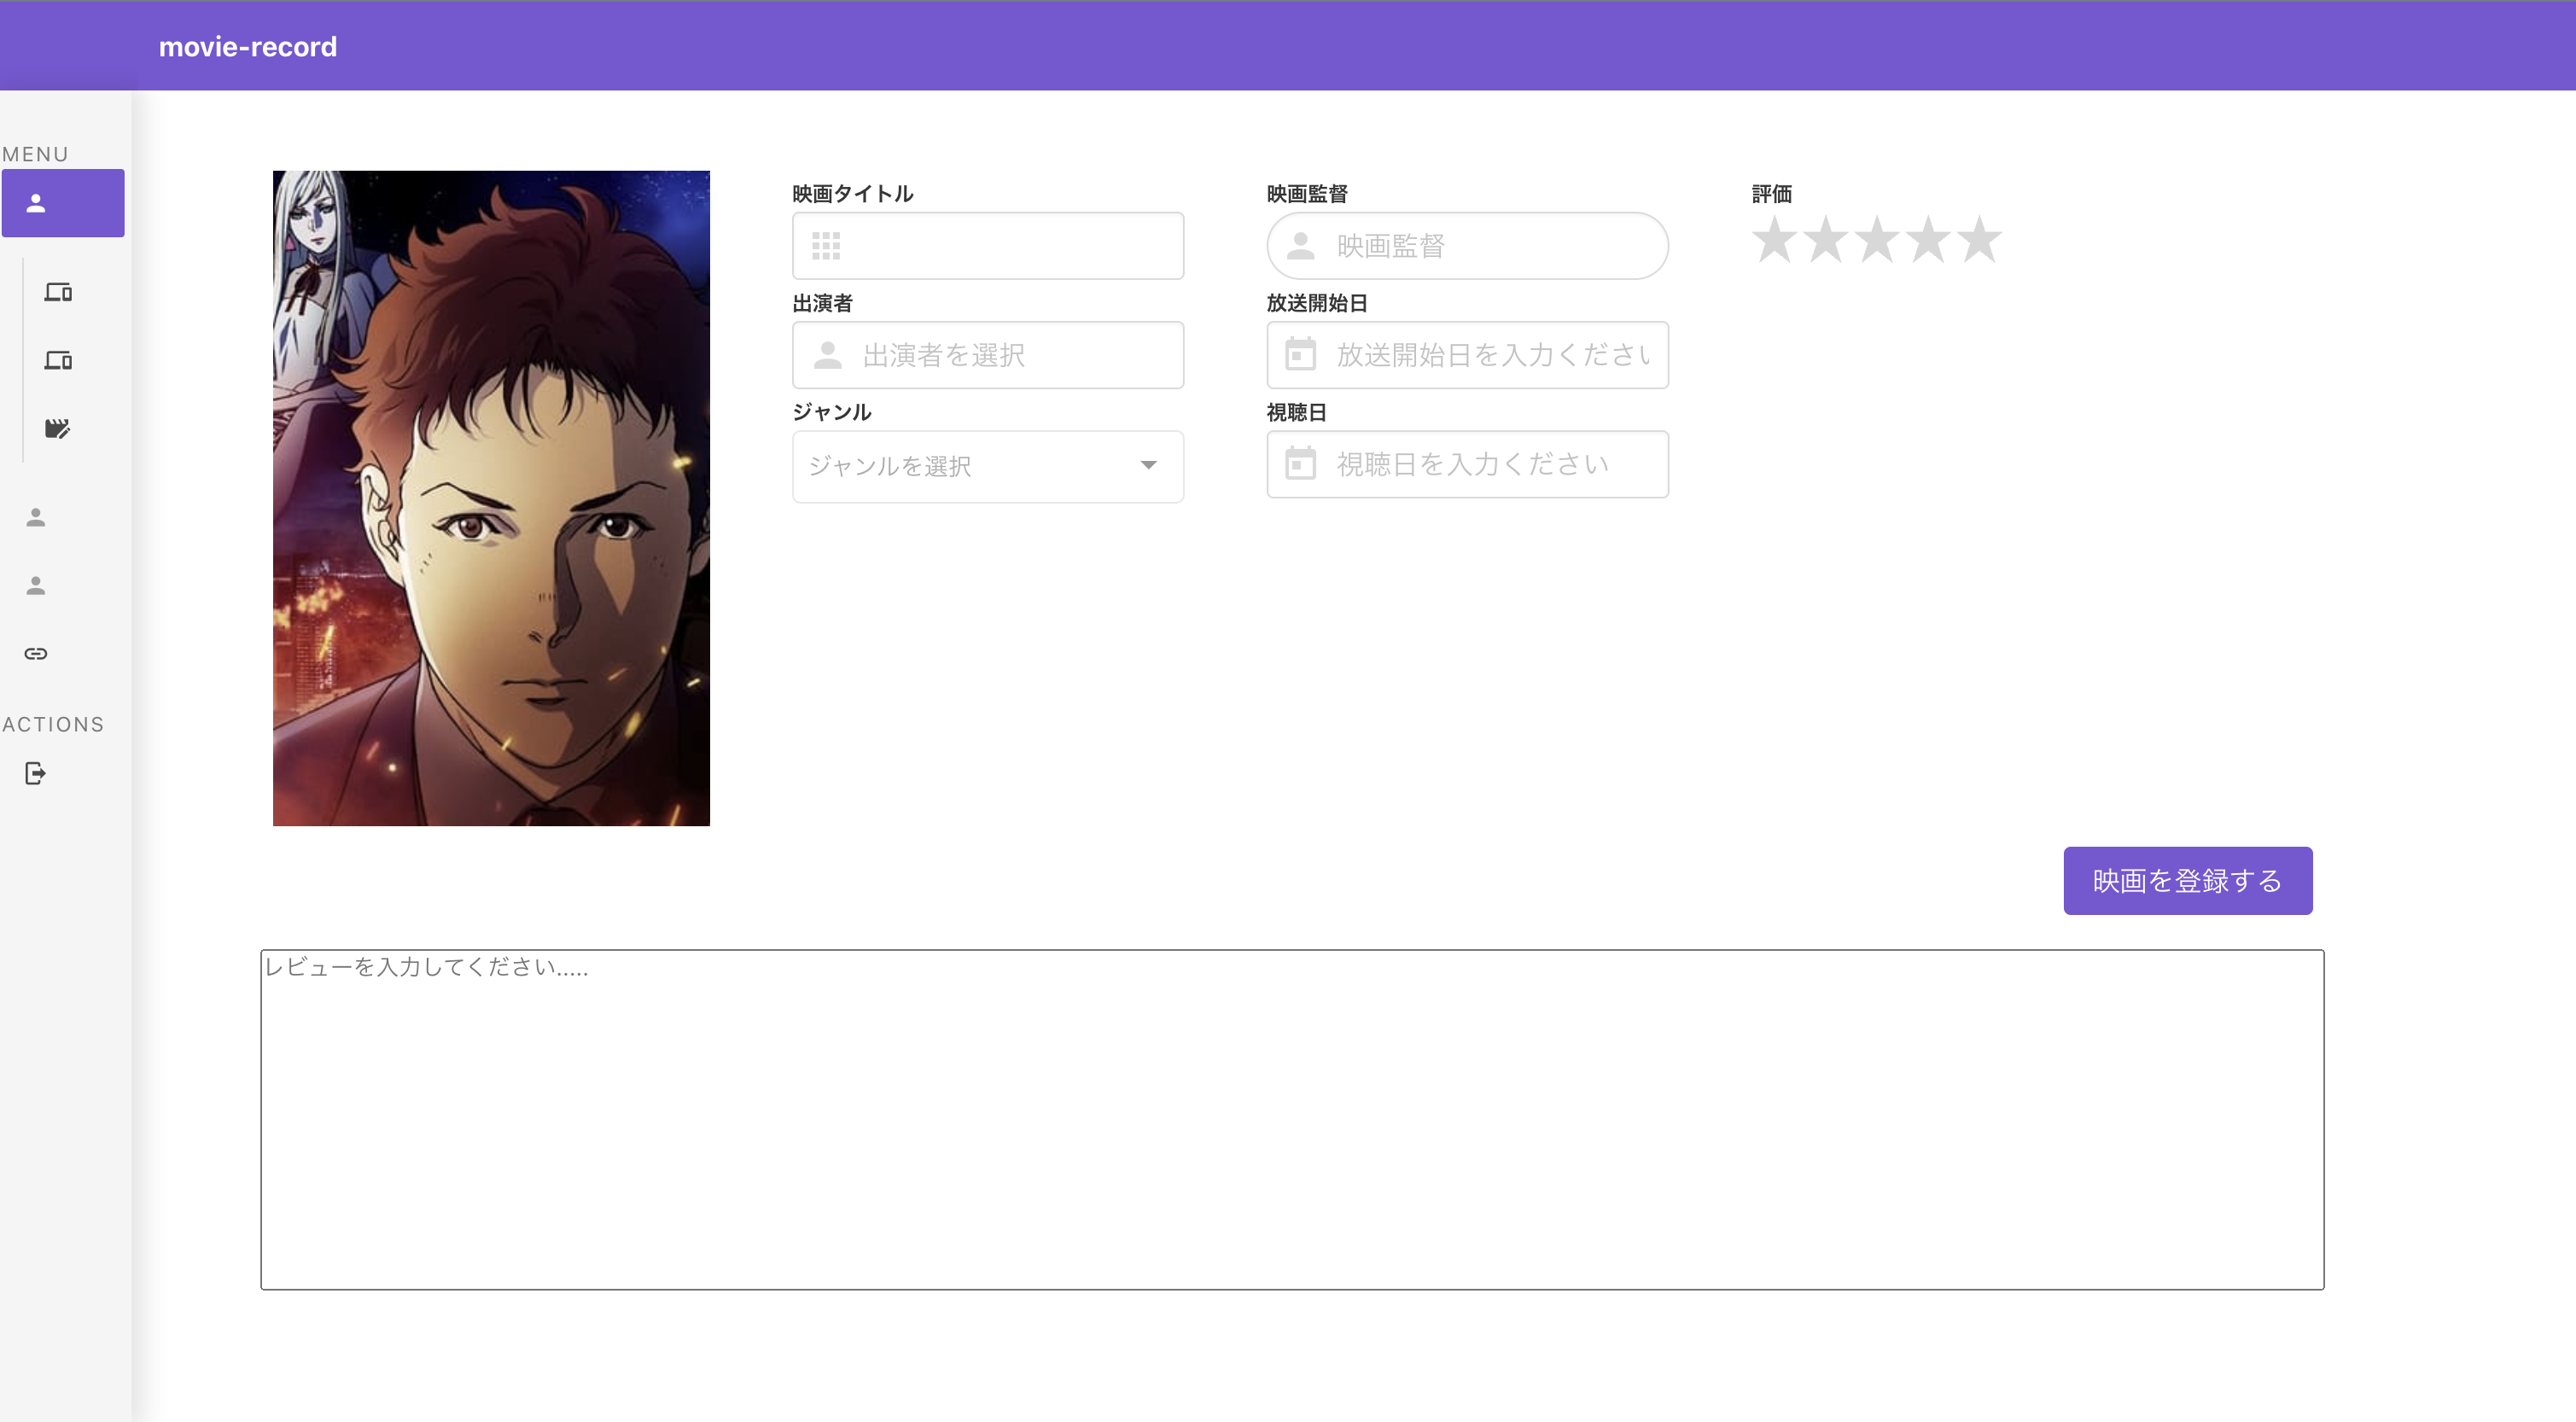 movie-record
MENU
ACTIONS
映画タイトル
出演者
出演者を選択
ジャンル
ジャンルを選択
映画監督
映画監督
放送開始日
放送開始日を入力くださ
視聴日
視聴日を入力ください
評価
映画を登録する
レビューを入力してください.....